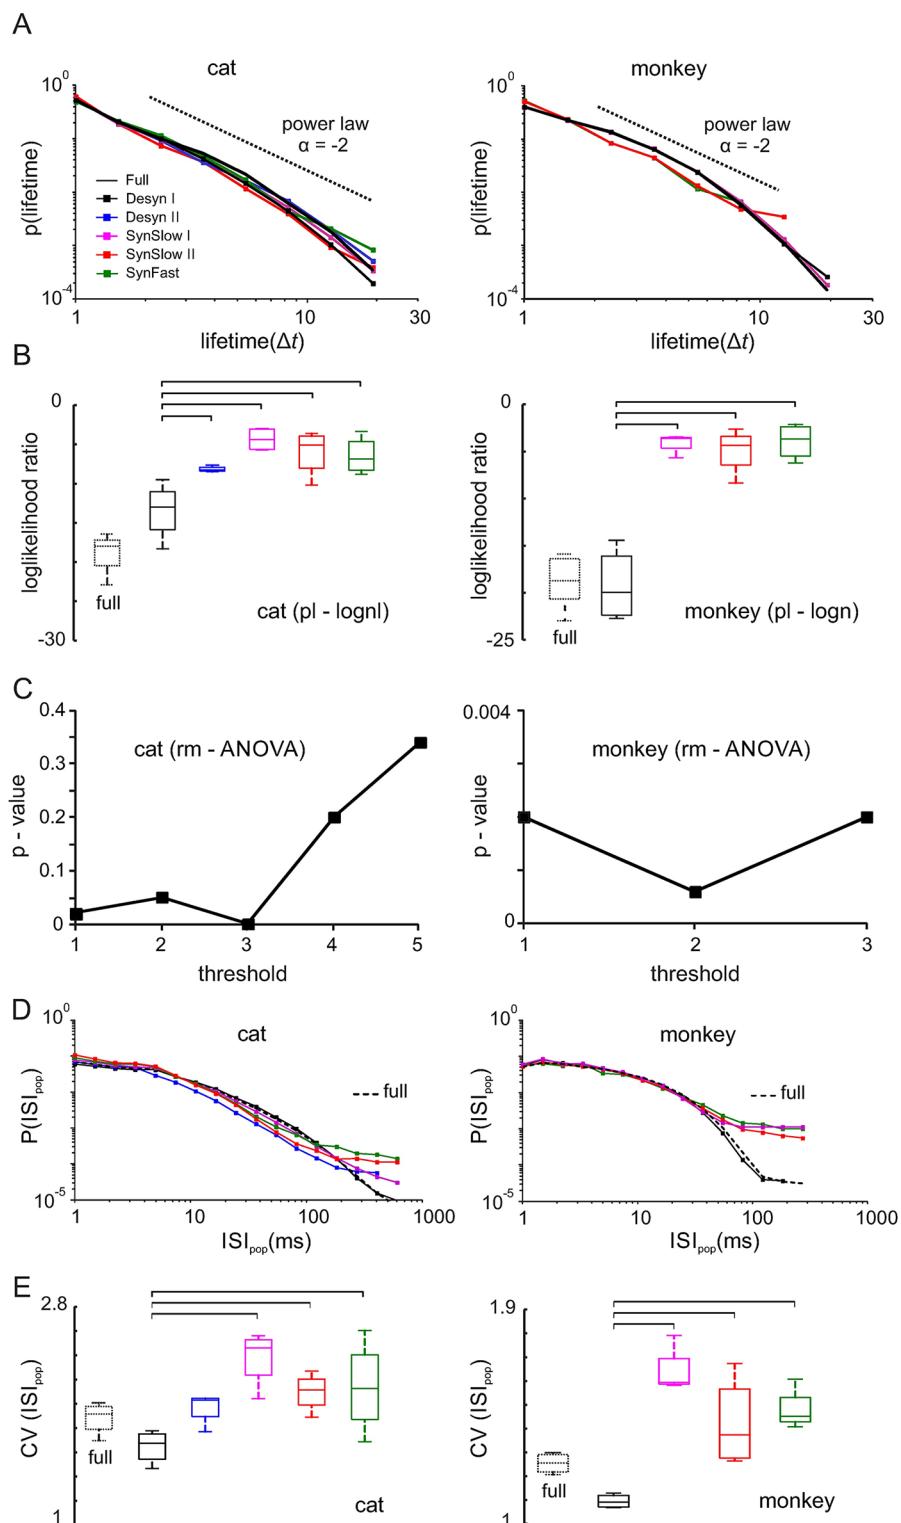 A
cat
10^0
p(lifetime)
power law
α = -2
Full
Desyn I
Desyn II
SynSlow I
SynSlow II
SynFast
10^-4
1
10
30
lifetime(Δt)
monkey
10^0
p(lifetime)
power law
α = -2
10^-4
1
10
30
lifetime(Δt)
B
0
loglikelihood ratio
full
cat (pl - lognl)
-30
0
loglikelihood ratio
full
monkey (pl - logn)
-25
C
0.4
cat (rm - ANOVA)
0.3
p - value
0.2
0.1
0
1
2
3
4
5
threshold
0.004
monkey (rm - ANOVA)
p - value
0
1
2
3
threshold
D
10^0
cat
P(ISI_pop)
full
10^-5
1
10
100
1000
ISI_pop(ms)
10^0
monkey
P(ISI_pop)
full
10^-5
1
10
100
1000
ISI_pop(ms)
E
2.8
CV (ISI_pop)
full
cat
1
1.9
CV (ISI_pop)
full
monkey
1